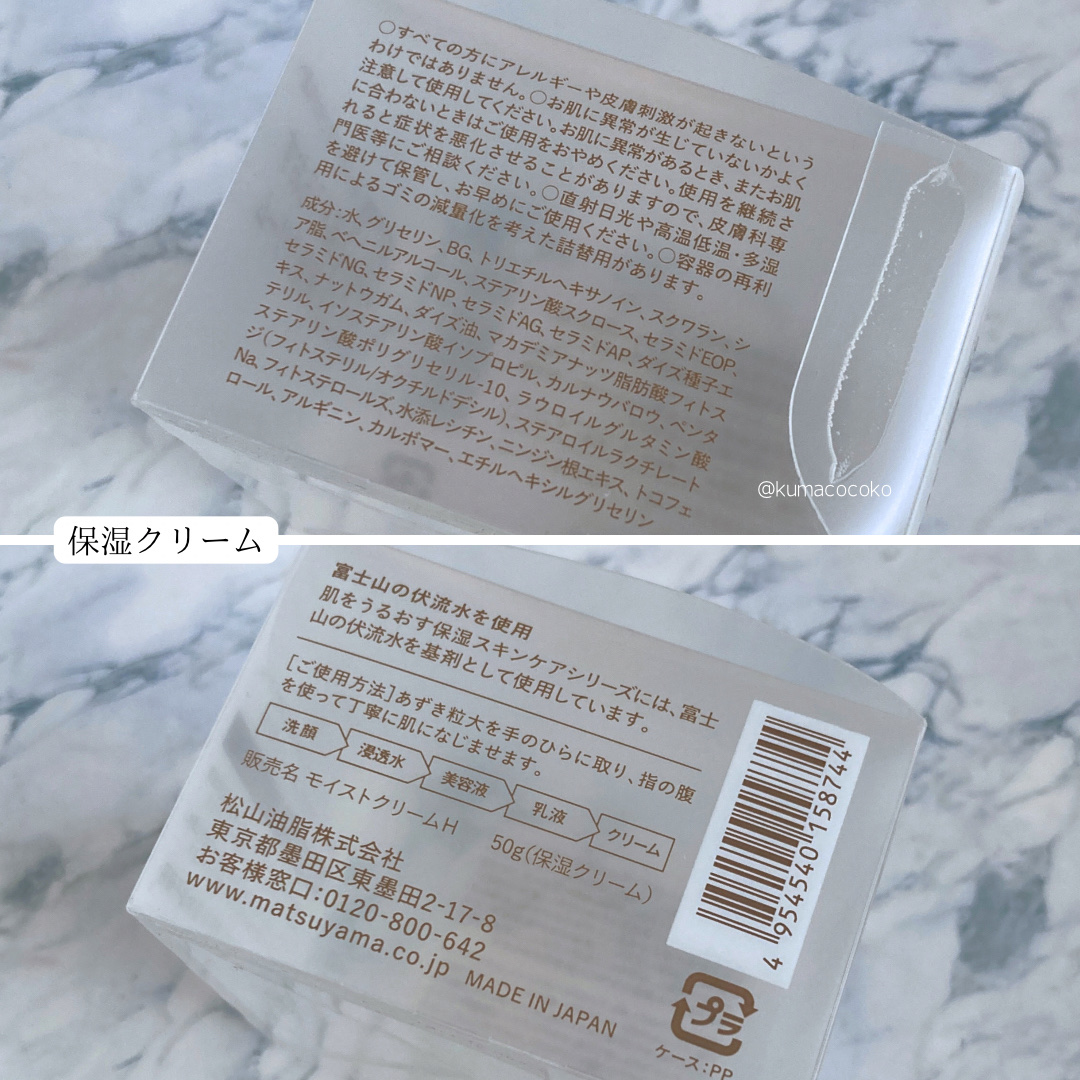 ○すべての方にアレルギーや皮膚刺激が起きないという
わけではありません。○お肌に異常が生じていないかよく
注意して使用してください。お肌に異常があるとき、またお肌
に合わないときはご使用をおやめください。使用を継続さ
れると症状を悪化させることがありますので、皮膚科専
門医等にご相談ください。○直射日光や高温低温・多湿
を避けて保管し、お早めにご使用ください。○容器の再利
用によるゴミの減量化を考えた詰替用があります。
成分:水、グリセリン、BG、トリエチルヘキサノイン、スクワラン、シ
ア脂、ベヘニルアルコール、ステアリン酸スクロース、セラミドEOP、
セラミドNG、セラミドNP、セラミドAG、セラミドAP、ダイズ種子エ
キス、ナットウガム、ダイズ油、マカデミアナッツ脂肪酸フィトス
テリル、イソステアリン酸イソプロピル、カルナウバロウ、ペンタ
ステアリン酸ポリグリセリル-10、ラウロイルグルタミン酸
ジ(フィトステリル/オクチルドデシル)、ステアロイルラクチレート
Na、フィトステロールズ、水添レシチン、ニンジン根エキス、トコフェ
ロール、アルギニン、カルボマー、エチルヘキシルグリセリン
@kumacocoko
保湿クリーム
富士山の伏流水を使用
肌をうるおす保湿スキンケアシリーズには、富士
山の伏流水を基剤として使用しています。
[ご使用方法]あずき粒大を手のひらに取り、指の腹
を使って丁寧に肌になじませます。
洗顔 浸透水 美容液 乳液 クリーム
販売名 モイストクリームH 50g(保湿クリーム)
松山油脂株式会社
東京都墨田区東墨田2-17-8
お客様窓口:0120-800-642
www.matsuyama.co.jp MADE IN JAPAN
4 954540 158744
プラ
ケース:PP